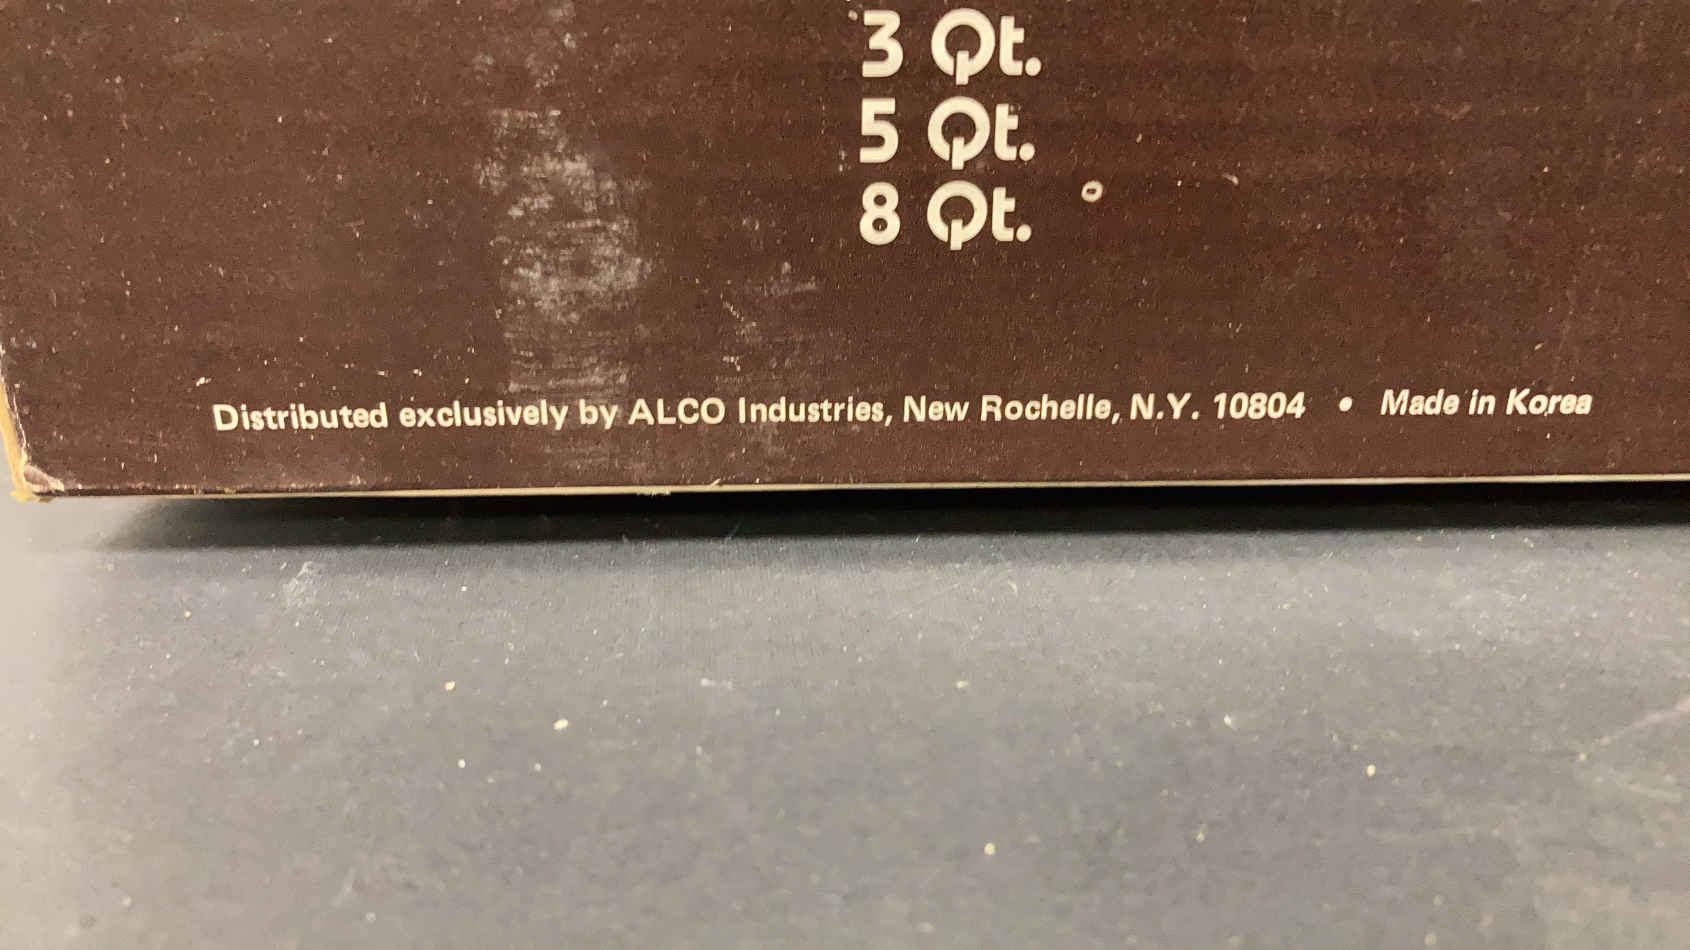 3 Qt.
5 Qt.
8 Qt.
Distributed exclusively by ALCO Industries, New Rochelle, N.Y. 10804 • Made in Korea